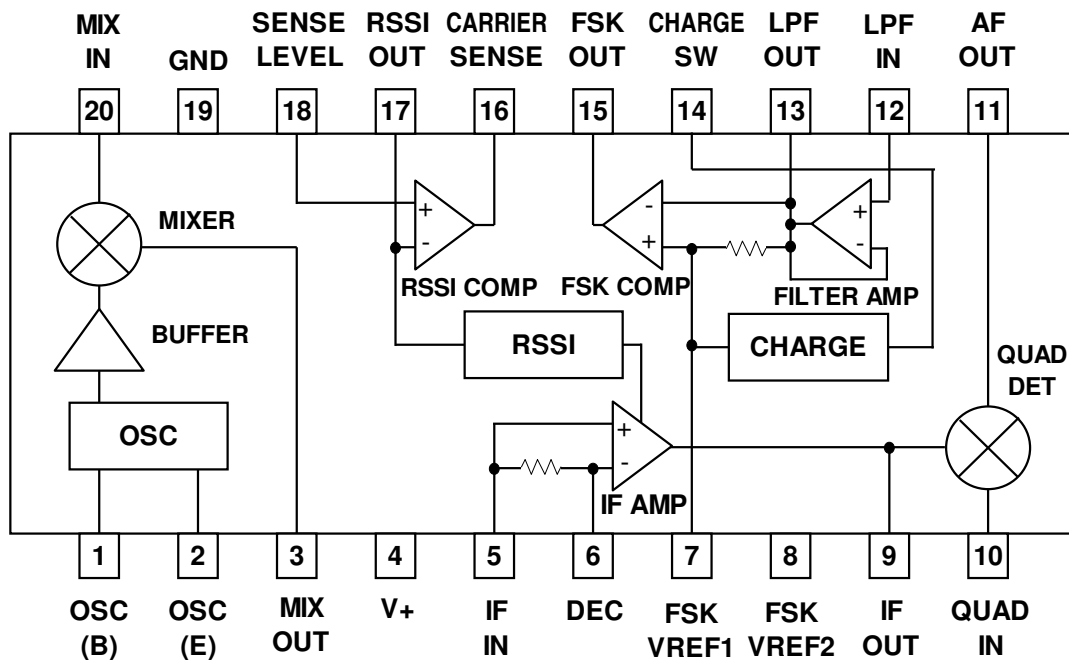 MIX IN
GND
SENSE LEVEL
RSSI OUT
CARRIER SENSE
FSK OUT
CHARGE SW
LPF OUT
LPF IN
AF OUT
20 19 18 17 16 15 14 13 12 11
MIXER
+
-
RSSI COMP
-
+
FSK COMP
+
-
FILTER AMP
BUFFER
RSSI
CHARGE
QUAD DET
OSC
+
-
IF AMP
1 2 3 4 5 6 7 8 9 10
OSC (B)
OSC (E)
MIX OUT
V+
IF IN
DEC
FSK VREF1
FSK VREF2
IF OUT
QUAD IN